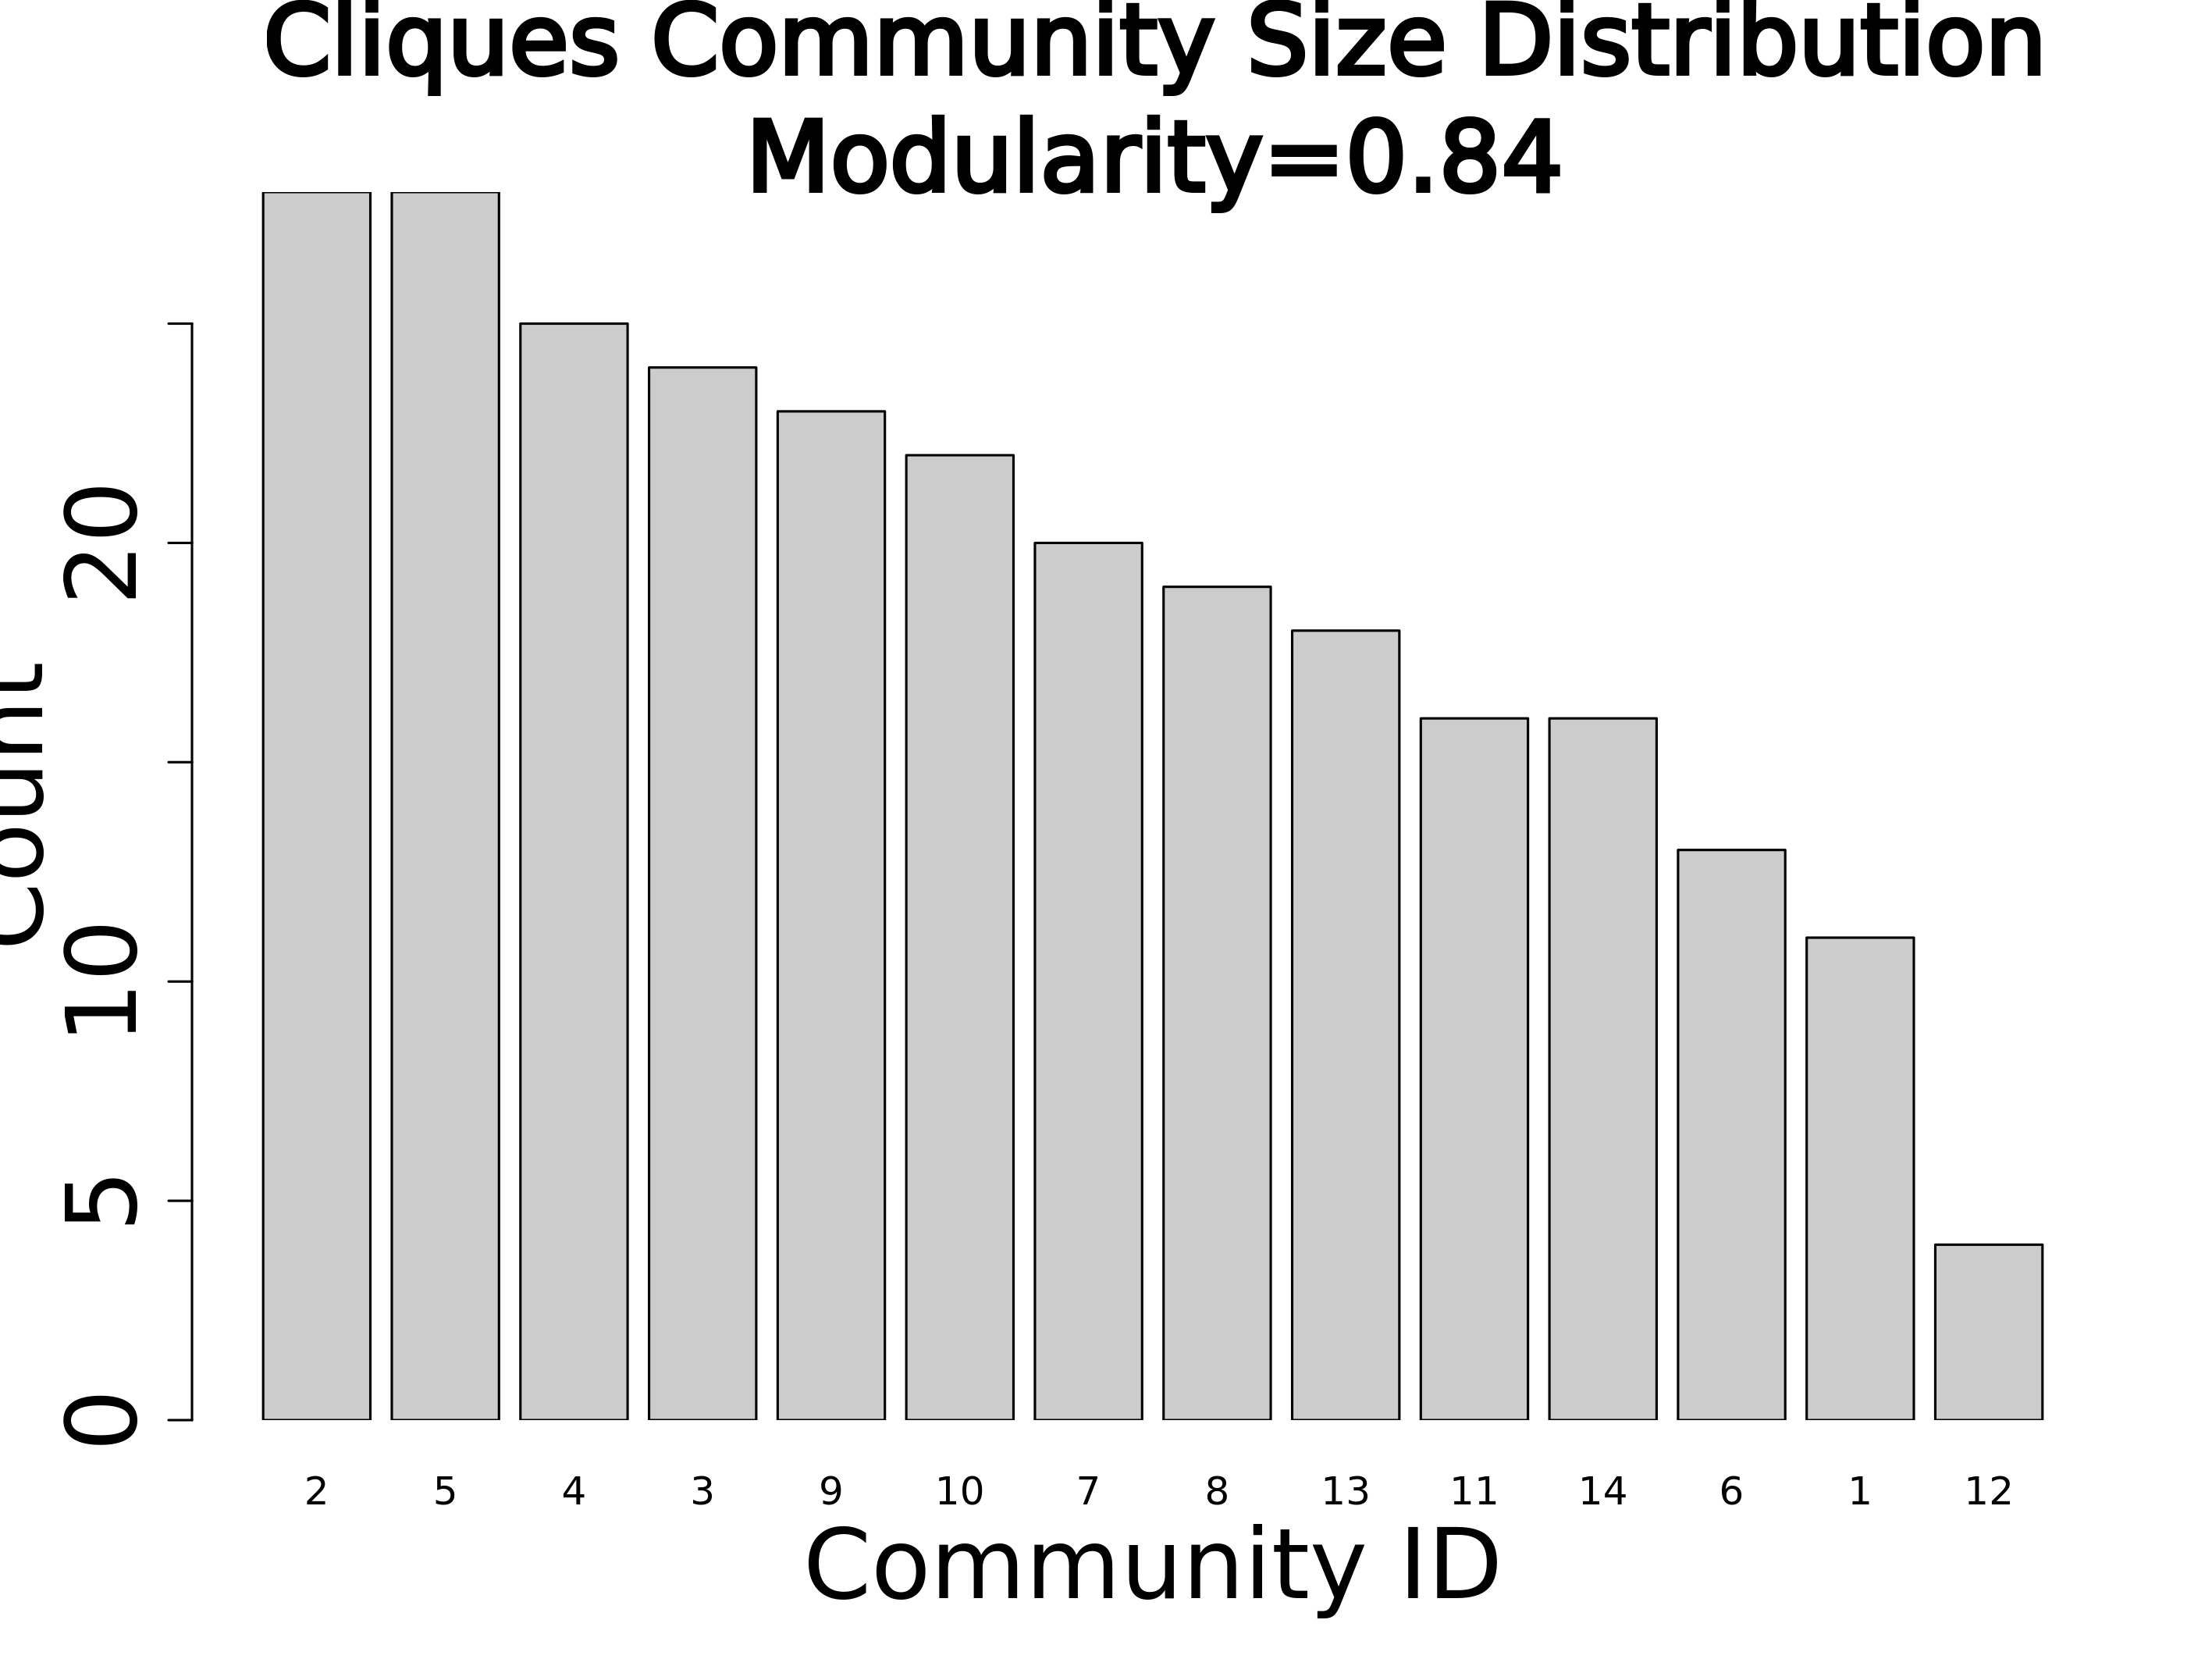 Cliques Community Size Distribution
Modularity=0.84
Count
20
10
5
0
2 5 4 3 9 10 7 8 13 11 14 6 1 12
Community ID